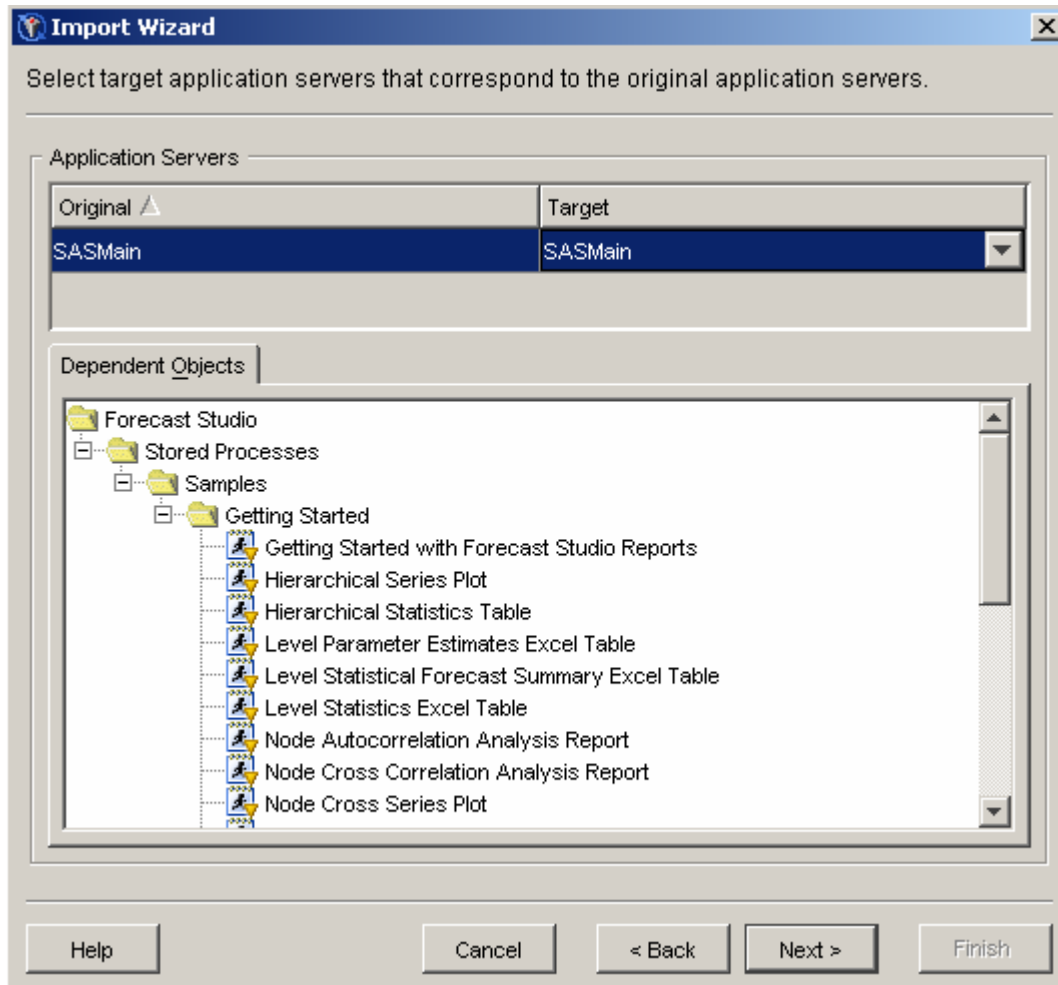 Import Wizard
Select target application servers that correspond to the original application servers.
Application Servers
Original Target
SASMain SASMain
Dependent Objects
Forecast Studio
Stored Processes
Samples
Getting Started
Getting Started with Forecast Studio Reports
Hierarchical Series Plot
Hierarchical Statistics Table
Level Parameter Estimates Excel Table
Level Statistical Forecast Summary Excel Table
Level Statistics Excel Table
Node Autocorrelation Analysis Report
Node Cross Correlation Analysis Report
Node Cross Series Plot
Help Cancel < Back Next > Finish